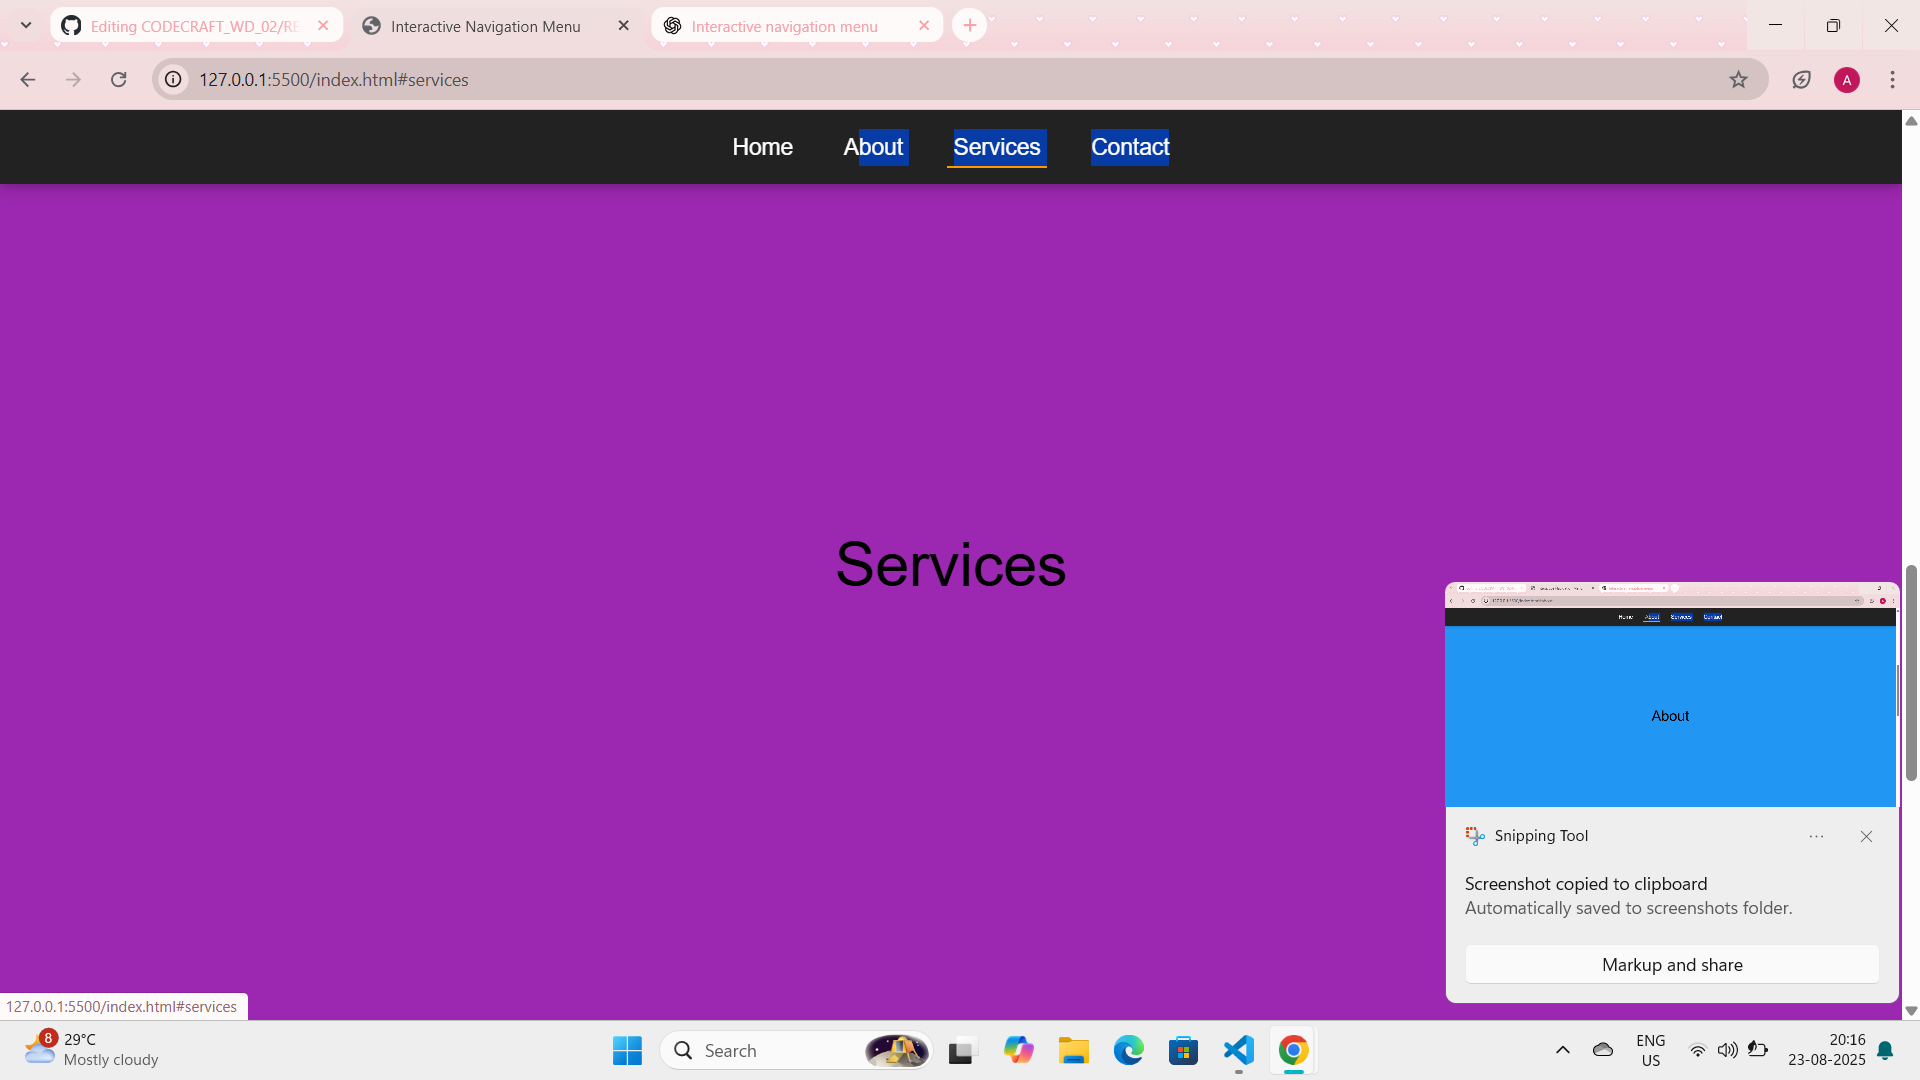 Editing CODECRAFT_WD_02/RE
Interactive Navigation Menu
Interactive navigation menu
127.0.0.1:5500/index.html#services
A
Home About Services Contact
Services
Home About Services Contact
About
Snipping Tool
Screenshot copied to clipboard
Automatically saved to screenshots folder.
Markup and share
127.0.0.1:5500/index.html#services
8
29°C
Mostly cloudy
Search
ENG
US
20:16
23-08-2025